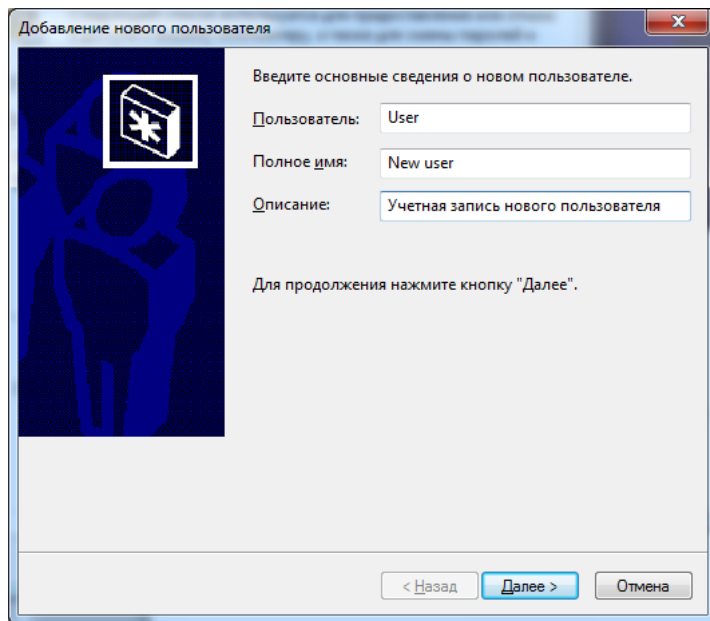 Добавление нового пользователя
Введите основные сведения о новом пользователе.
Пользователь: User
Полное имя: New user
Описание: Учетная запись нового пользователя
Для продолжения нажмите кнопку "Далее".
< Назад Далее > Отмена